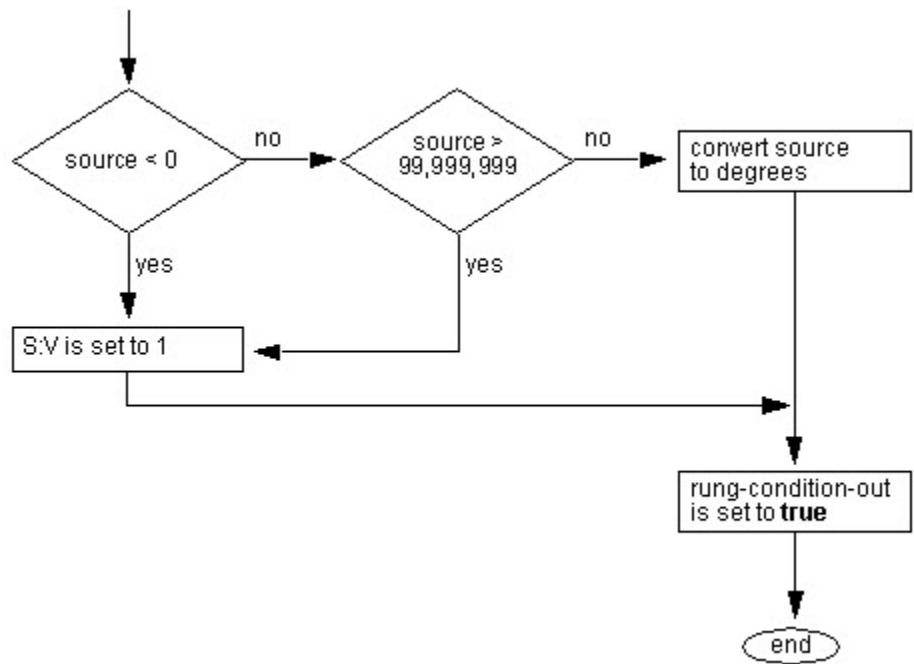 source < 0
no
source >
99,999,999
no
convert source
to degrees
yes
yes
S:V is set to 1
rung-condition-out
is set to true
end